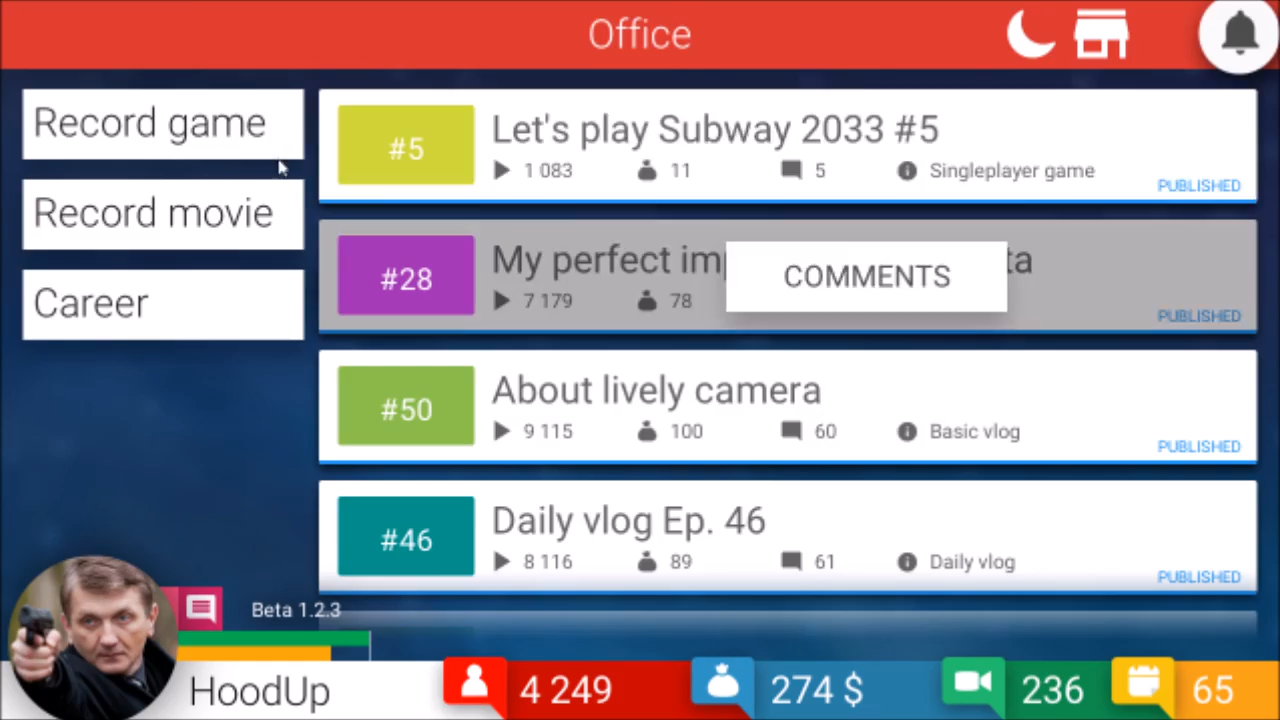 Office
Record game
Record movie
Career
#5
Let's play Subway 2033 #5
1 083 11 5 Singleplayer game
PUBLISHED
#28
My perfect im ta
COMMENTS
7 179 78
PUBLISHED
#50
About lively camera
9 115 100 60 Basic vlog
PUBLISHED
#46
Daily vlog Ep. 46
8 116 89 61 Daily vlog
PUBLISHED
Beta 1.2.3
HoodUp
4 249
274 $
236
65